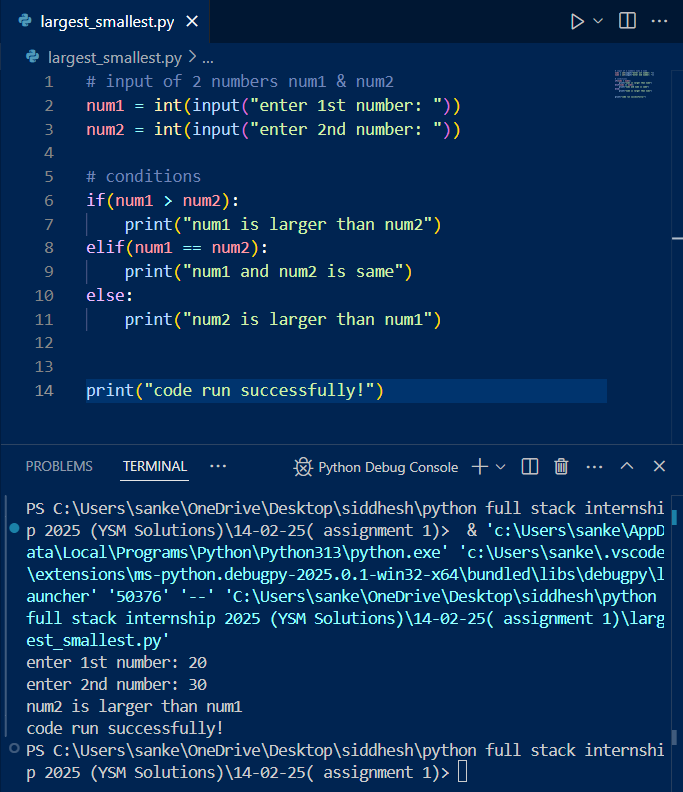 largest_smallest.py
largest_smallest.py > ...
1 # input of 2 numbers num1 & num2
2 num1 = int(input("enter 1st number: "))
3 num2 = int(input("enter 2nd number: "))
4
5 # conditions
6 if(num1 > num2):
7     print("num1 is larger than num2")
8 elif(num1 == num2):
9     print("num1 and num2 is same")
10 else:
11     print("num2 is larger than num1")
12
13
14 print("code run successfully!")
PROBLEMS TERMINAL ... Python Debug Console
PS C:\Users\sanke\OneDrive\Desktop\siddhesh\python full stack internshi
p 2025 (YSM Solutions)\14-02-25( assignment 1)>  & 'c:\Users\sanke\AppD
ata\Local\Programs\Python\Python313\python.exe' 'c:\Users\sanke\.vscode
\extensions\ms-python.debugpy-2025.0.1-win32-x64\bundled\libs\debugpy\l
auncher' '50376' '--' 'C:\Users\sanke\OneDrive\Desktop\siddhesh\python
full stack internship 2025 (YSM Solutions)\14-02-25( assignment 1)\larg
est_smallest.py'
enter 1st number: 20
enter 2nd number: 30
num2 is larger than num1
code run successfully!
PS C:\Users\sanke\OneDrive\Desktop\siddhesh\python full stack internshi
p 2025 (YSM Solutions)\14-02-25( assignment 1)>